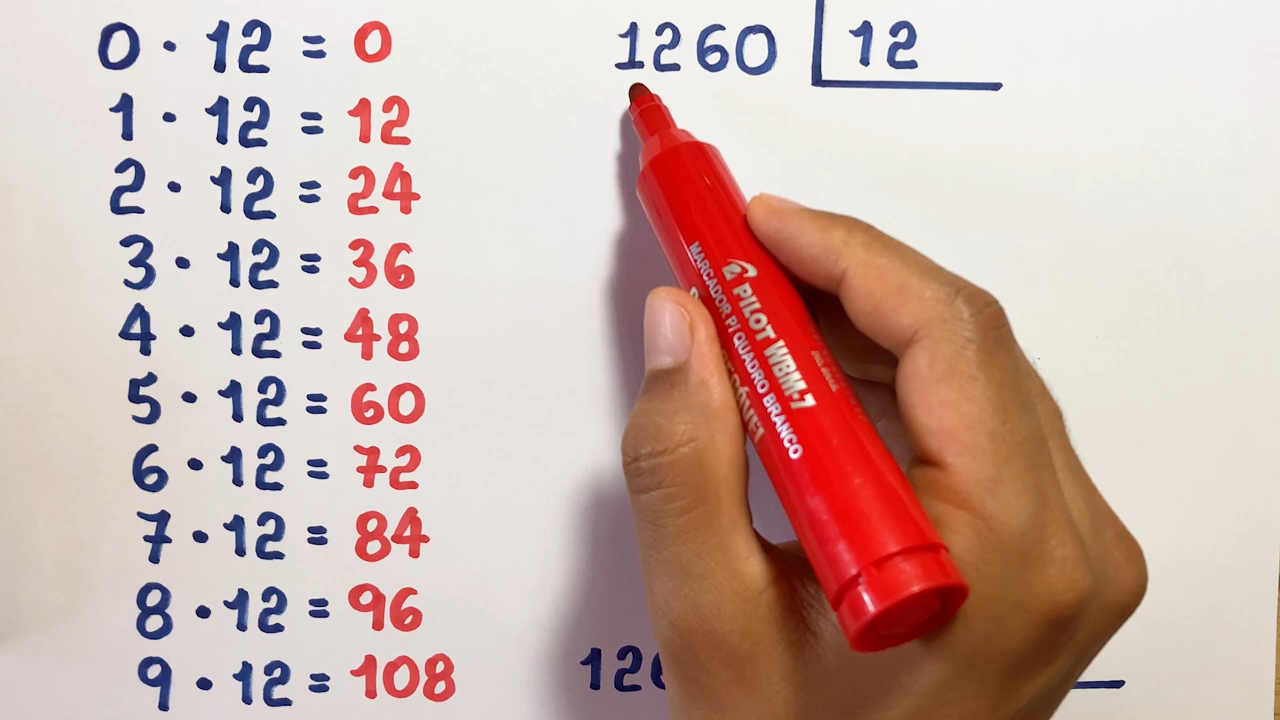 0 · 12 = 0
1 · 12 = 12
2 · 12 = 24
3 · 12 = 36
4 · 12 = 48
5 · 12 = 60
6 · 12 = 72
7 · 12 = 84
8 · 12 = 96
9 · 12 = 108
1260 12
PILOT WBM-7
MARCADOR P/ QUADRO BRANCO